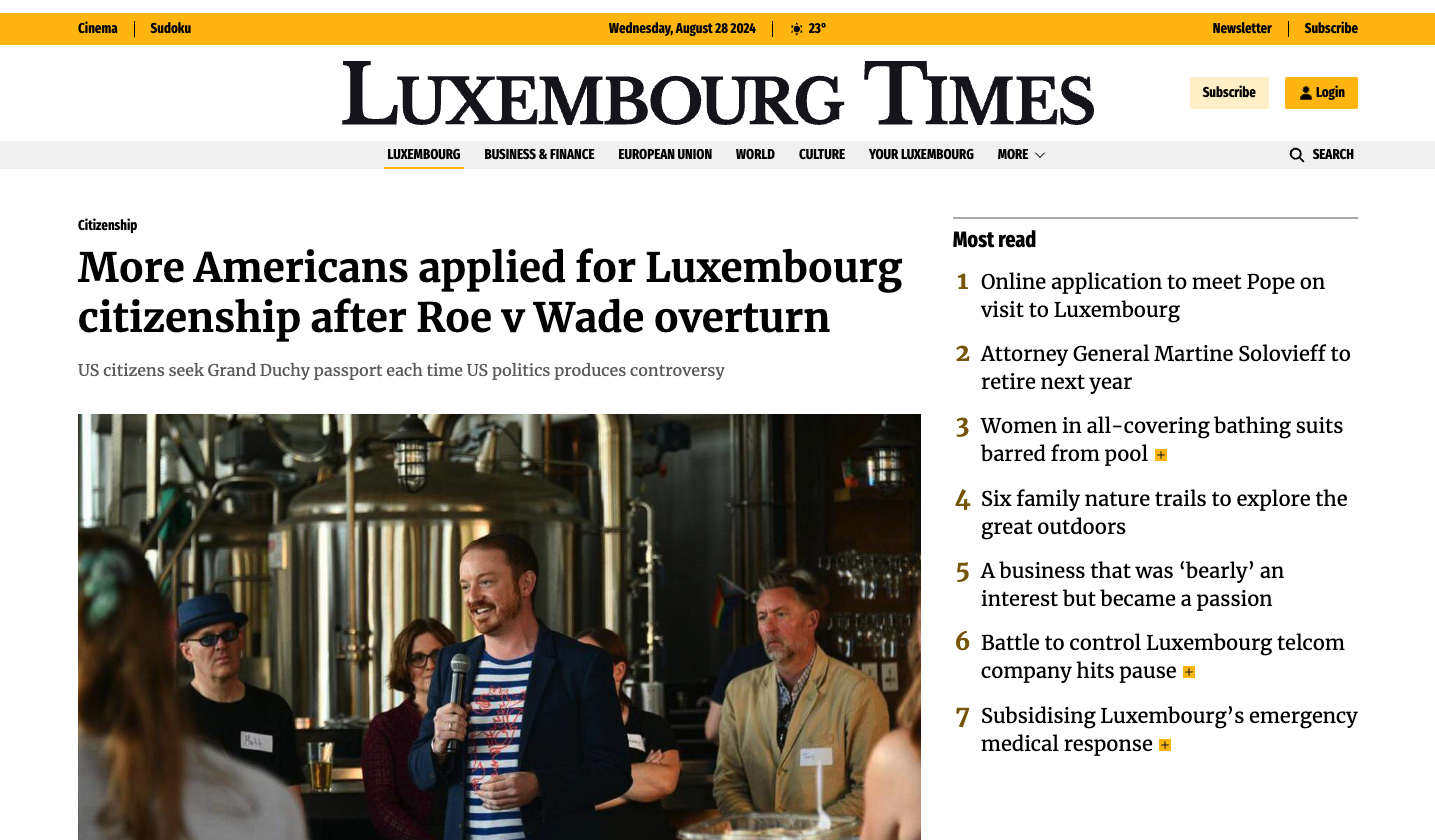 Cinema
Sudoku
Wednesday, August 28 2024
23°
Newsletter
Subscribe
LUXEMBOURG TIMES
Subscribe
Login
LUXEMBOURG
BUSINESS & FINANCE
EUROPEAN UNION
WORLD
CULTURE
YOUR LUXEMBOURG
MORE
SEARCH
Citizenship
More Americans applied for Luxembourg
citizenship after Roe v Wade overturn
US citizens seek Grand Duchy passport each time US politics produces controversy
Matt
Most read
1 Online application to meet Pope on
visit to Luxembourg
2 Attorney General Martine Solovieff to
retire next year
3 Women in all-covering bathing suits
barred from pool
4 Six family nature trails to explore the
great outdoors
5 A business that was ‘bearly’ an
interest but became a passion
6 Battle to control Luxembourg telcom
company hits pause
7 Subsidising Luxembourg’s emergency
medical response